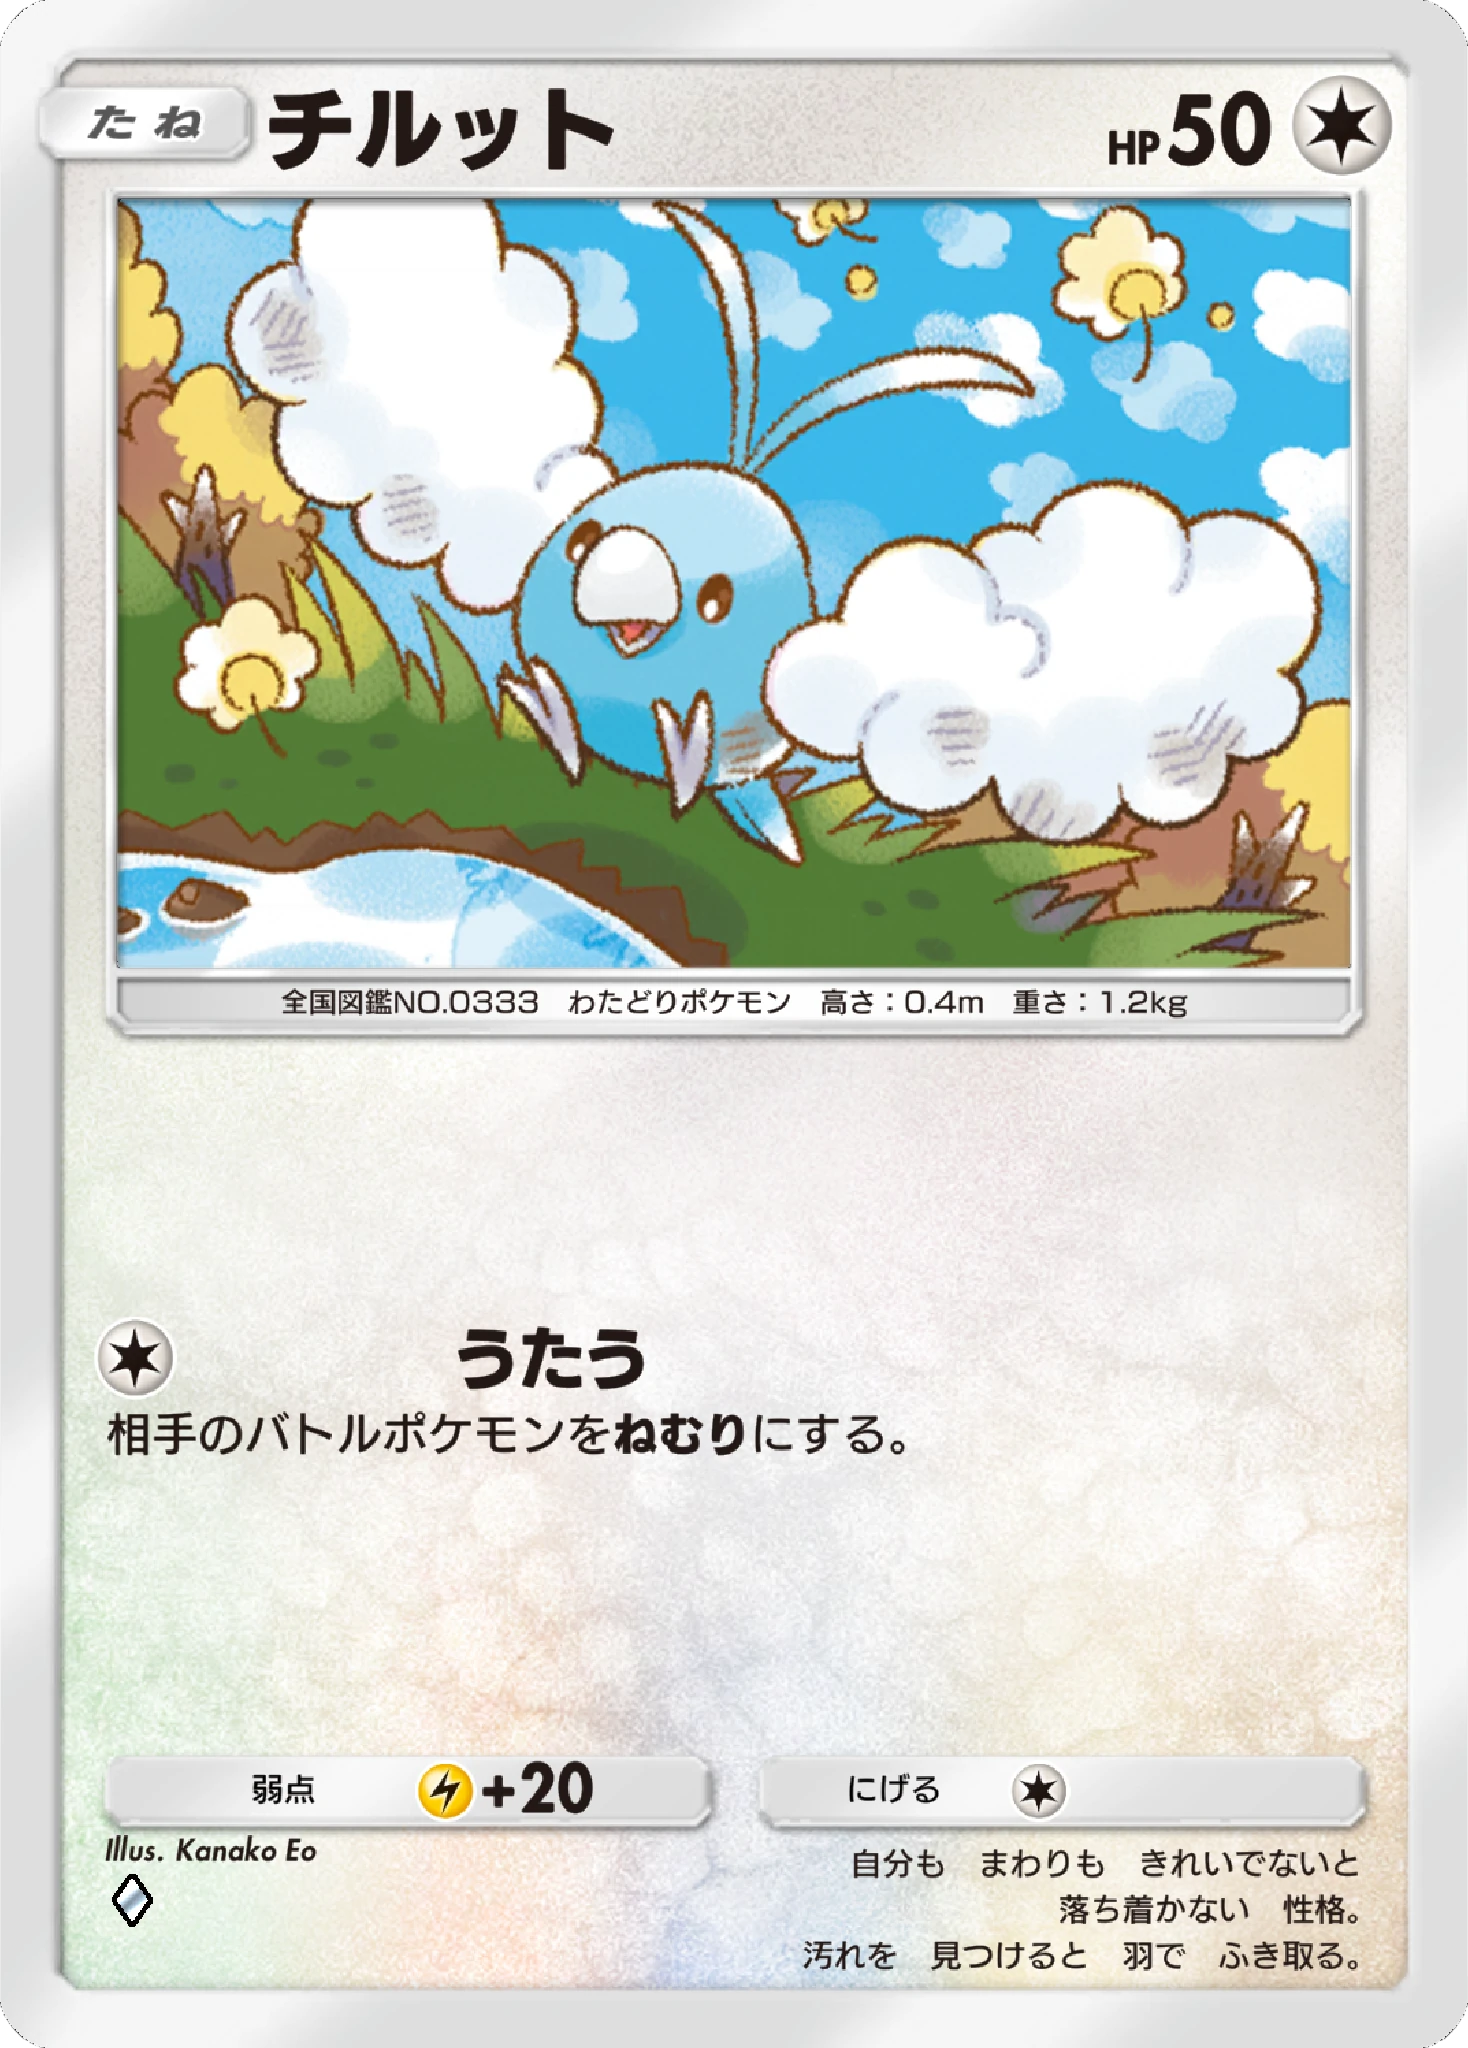 たね チルット HP 50
全国図鑑NO.0333 わたどりポケモン 高さ:0.4m 重さ:1.2kg
うたう
相手のバトルポケモンをねむりにする。
弱点 +20 にげる
Illus. Kanako Eo
自分も まわりも きれいでないと
落ち着かない 性格。
汚れを 見つけると 羽で ふき取る。